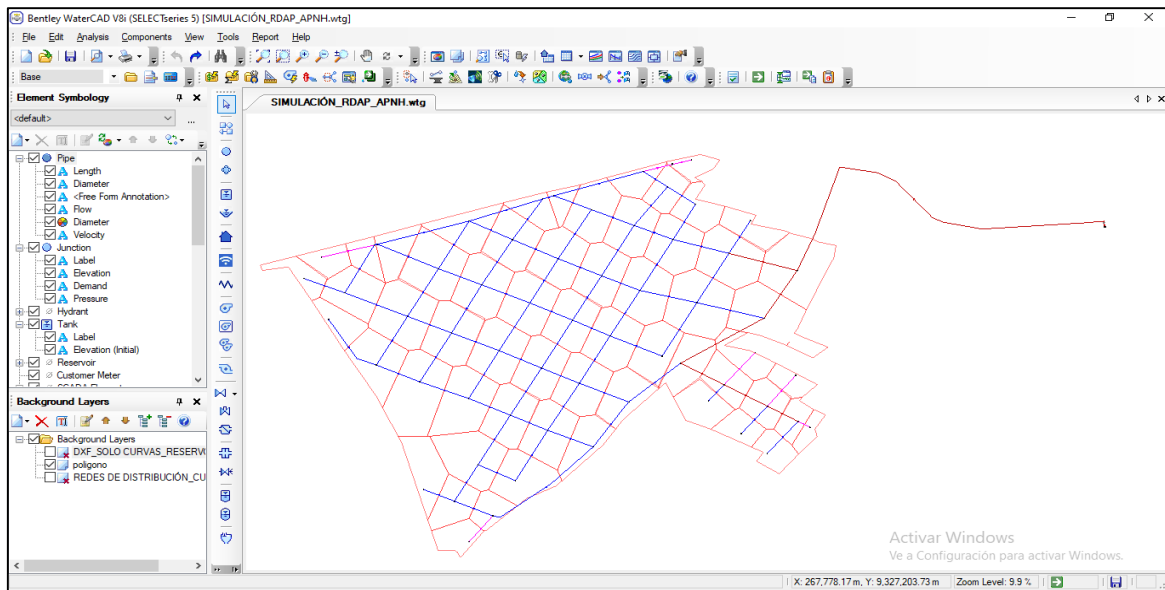 Bentley WaterCAD V8i (SELECTseries 5) [SIMULACIÓN_RDAP_APNH.wtg]
File Edit Analysis Components View Tools Report Help
Base
Element Symbology
<default>
...
Pipe
Length
Diameter
<Free Form Annotation>
Flow
Diameter
Velocity
Junction
Label
Elevation
Demand
Pressure
Hydrant
Tank
Label
Elevation (Initial)
Reservoir
Customer Meter
Background Layers
Background Layers
DXF_SOLO CURVAS_RESERV
poligono
REDES DE DISTRIBUCIÓN_CU
SIMULACIÓN_RDAP_APNH.wtg
Activar Windows
Ve a Configuración para activar Windows.
X: 267,778.17 m, Y: 9,327,203.73 m Zoom Level: 9.9 %